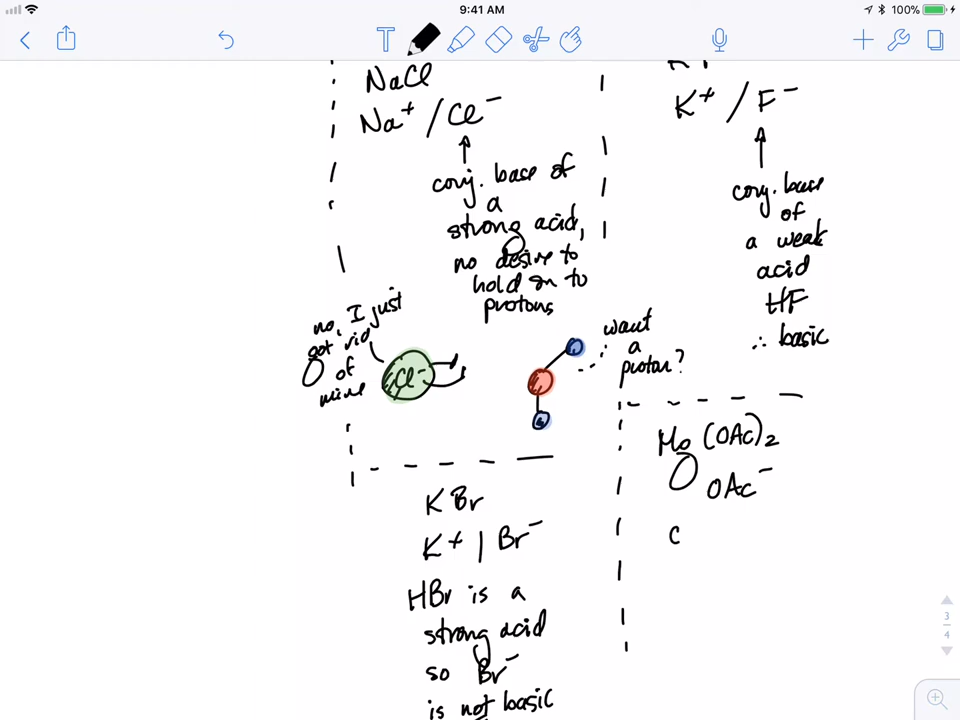 9:41 AM
100%
T
NaCl
Na+ / Cl−
conj. base of
a
strong acid,
no desire to
hold on to
protons
K+ / F−
conj. base
of
a weak
acid
HF
∴ basic
no, I just
got rid
of
mine
Cl−
want
a
proton?
KBr
K+ | Br−
HBr is a
strong acid
so Br−
is not basic
Mg(OAc)2
OAc−
C
3
4